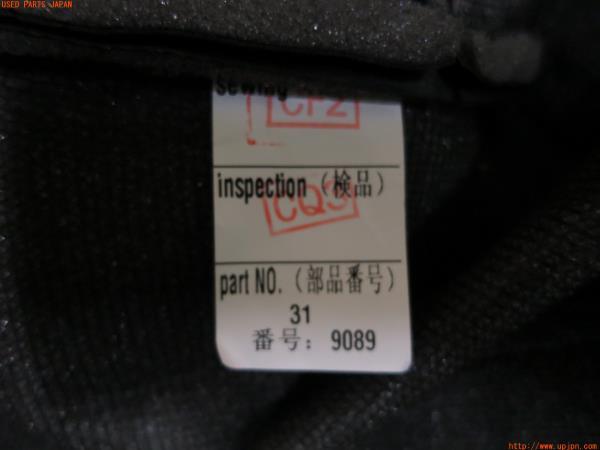 USED PARTS JAPAN
sewing
CF2
inspection (検品)
CQ3
part NO. (部品番号)
31
番号: 9089
http://www.upjpn.com/